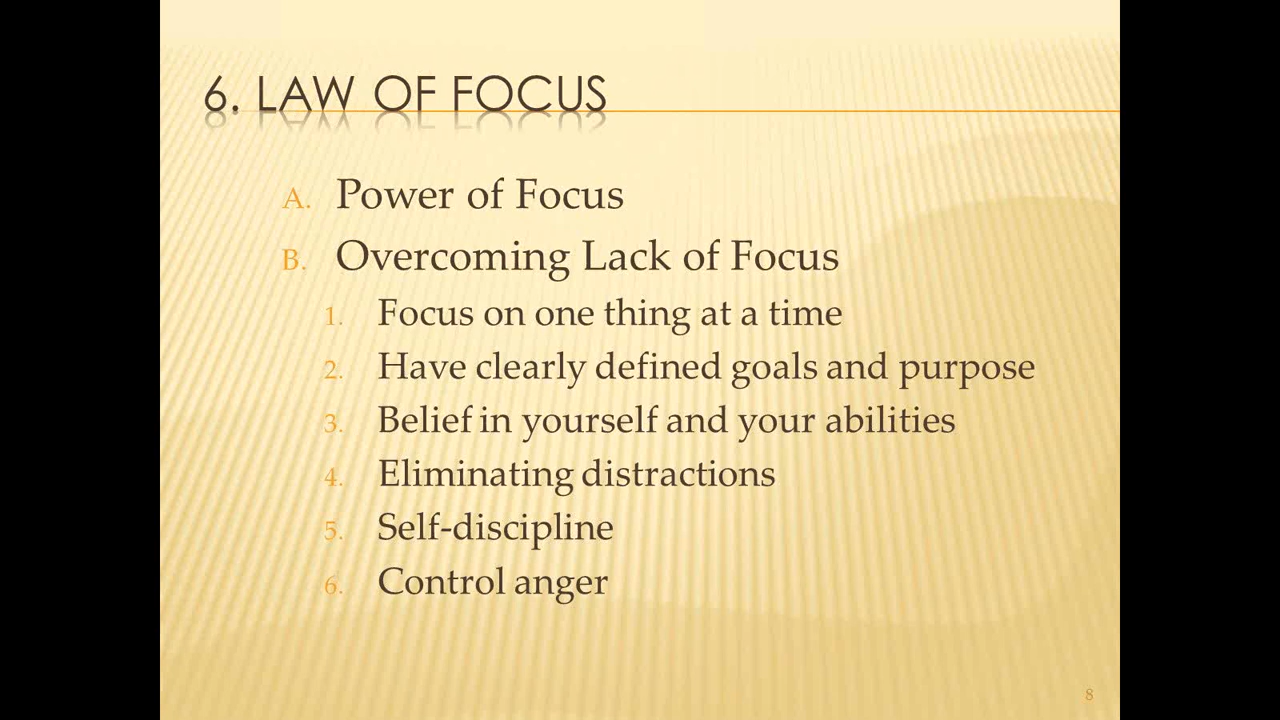 6. LAW OF FOCUS
A. Power of Focus
B. Overcoming Lack of Focus
1. Focus on one thing at a time
2. Have clearly defined goals and purpose
3. Belief in yourself and your abilities
4. Eliminating distractions
5. Self-discipline
6. Control anger
8